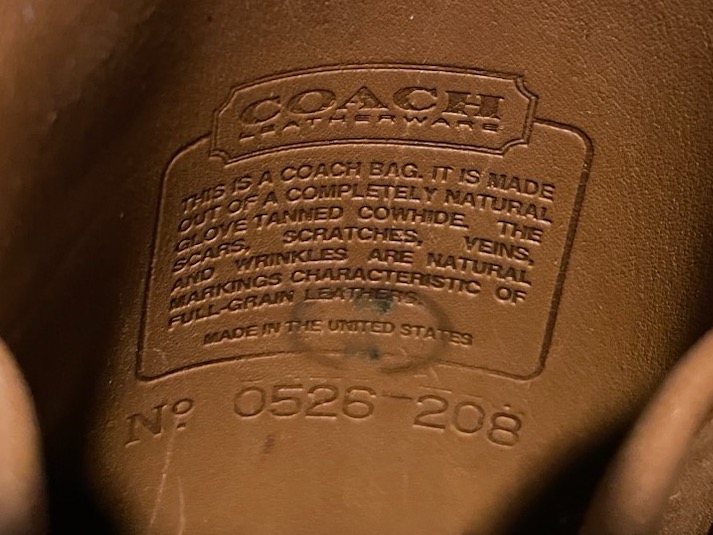 COACH
LEATHERWARE
THIS IS A COACH BAG. IT IS MADE
OUT OF A COMPLETELY NATURAL
GLOVE TANNED COWHIDE. THE
SCARS, SCRATCHES, VEINS,
AND WRINKLES ARE NATURAL
MARKINGS CHARACTERISTIC OF
FULL-GRAIN LEATHERS.
MADE IN THE UNITED STATES
Nº 0526-208